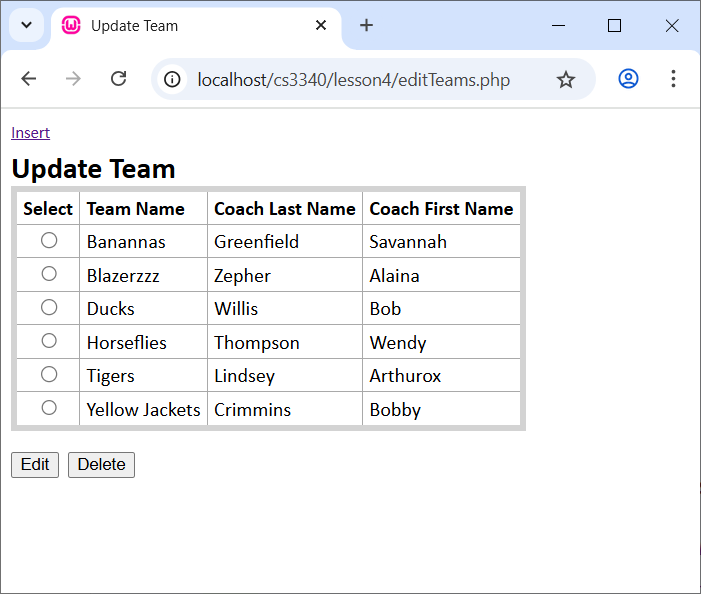 Update Team
localhost/cs3340/lesson4/editTeams.php
Insert
Update Team
Select Team Name Coach Last Name Coach First Name
Banannas Greenfield Savannah
Blazerzzz Zepher Alaina
Ducks Willis Bob
Horseflies Thompson Wendy
Tigers Lindsey Arthurox
Yellow Jackets Crimmins Bobby
Edit Delete